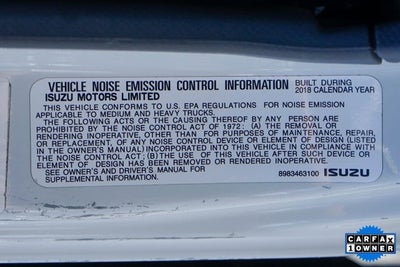 VEHICLE NOISE EMISSION CONTROL INFORMATION BUILT DURING
ISUZU MOTORS LIMITED 2018 CALENDAR YEAR
THIS VEHICLE CONFORMS TO U.S. EPA REGULATIONS FOR NOISE EMISSION
APPLICABLE TO MEDIUM AND HEAVY TRUCKS.
THE FOLLOWING ACTS OR THE CAUSING THEREOF BY ANY PERSON ARE
PROHIBITED BY THE NOISE CONTROL ACT OF 1972: (A) THE REMOVAL OR
RENDERING INOPERATIVE, OTHER THAN FOR PURPOSES OF MAINTENANCE, REPAIR,
OR REPLACEMENT, OF ANY NOISE CONTROL DEVICE OR ELEMENT OF DESIGN (LISTED
IN THE OWNER'S MANUAL) INCORPORATED INTO THIS VEHICLE IN COMPLIANCE WITH
THE NOISE CONTROL ACT; (B)THE USE OF THIS VEHICLE AFTER SUCH DEVICE OR
ELEMENT OF DESIGN HAS BEEN REMOVED OR RENDERED INOPERATIVE.
SEE OWNER'S AND DRIVER'S MANUAL FOR
SUPPLEMENTAL INFORMATION. 8983463100 ISUZU
CARFAX
1 OWNER